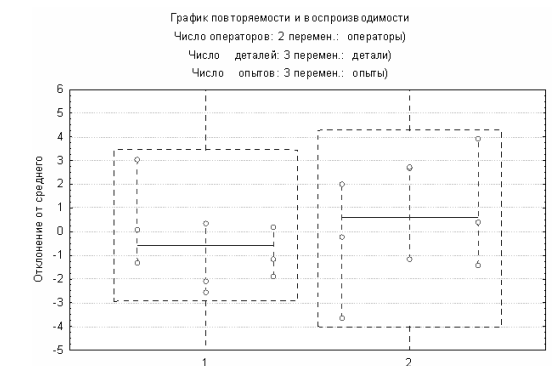 График повторяемости и воспроизводимости
Число операторов: 2 перемен.: операторы)
Число деталей: 3 перемен.: детали)
Число опытов: 3 перемен.: опыты)
Отклонение от среднего
6
5
4
3
2
1
0
-1
-2
-3
-4
-5
1
2